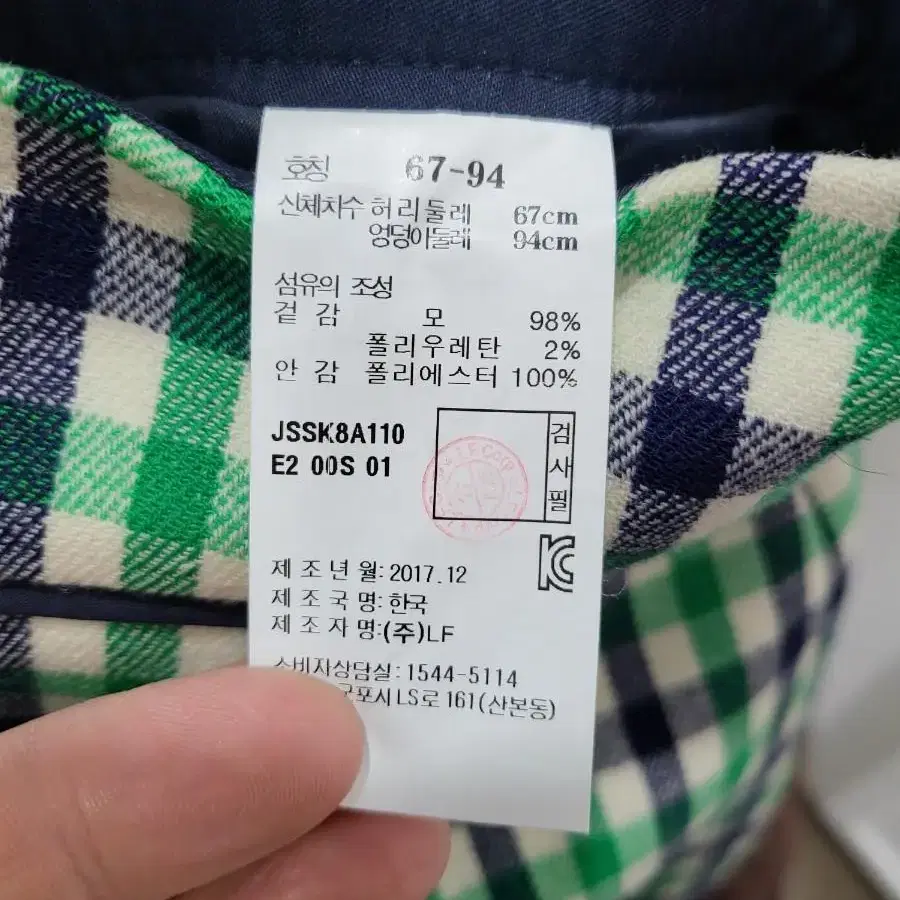 호칭 67-94
신체치수 허리둘레 67cm
엉덩이둘레 94cm
섬유의 조성
겉감 모 98%
폴리우레탄 2%
안감 폴리에스터 100%
JSSK8A110
E2 00S 01
검사필
제조년월:2017.12
제조국명:한국
제조자명:(주)LF
소비자상담실:1544-5114
군포시 LS로 161(산본동)